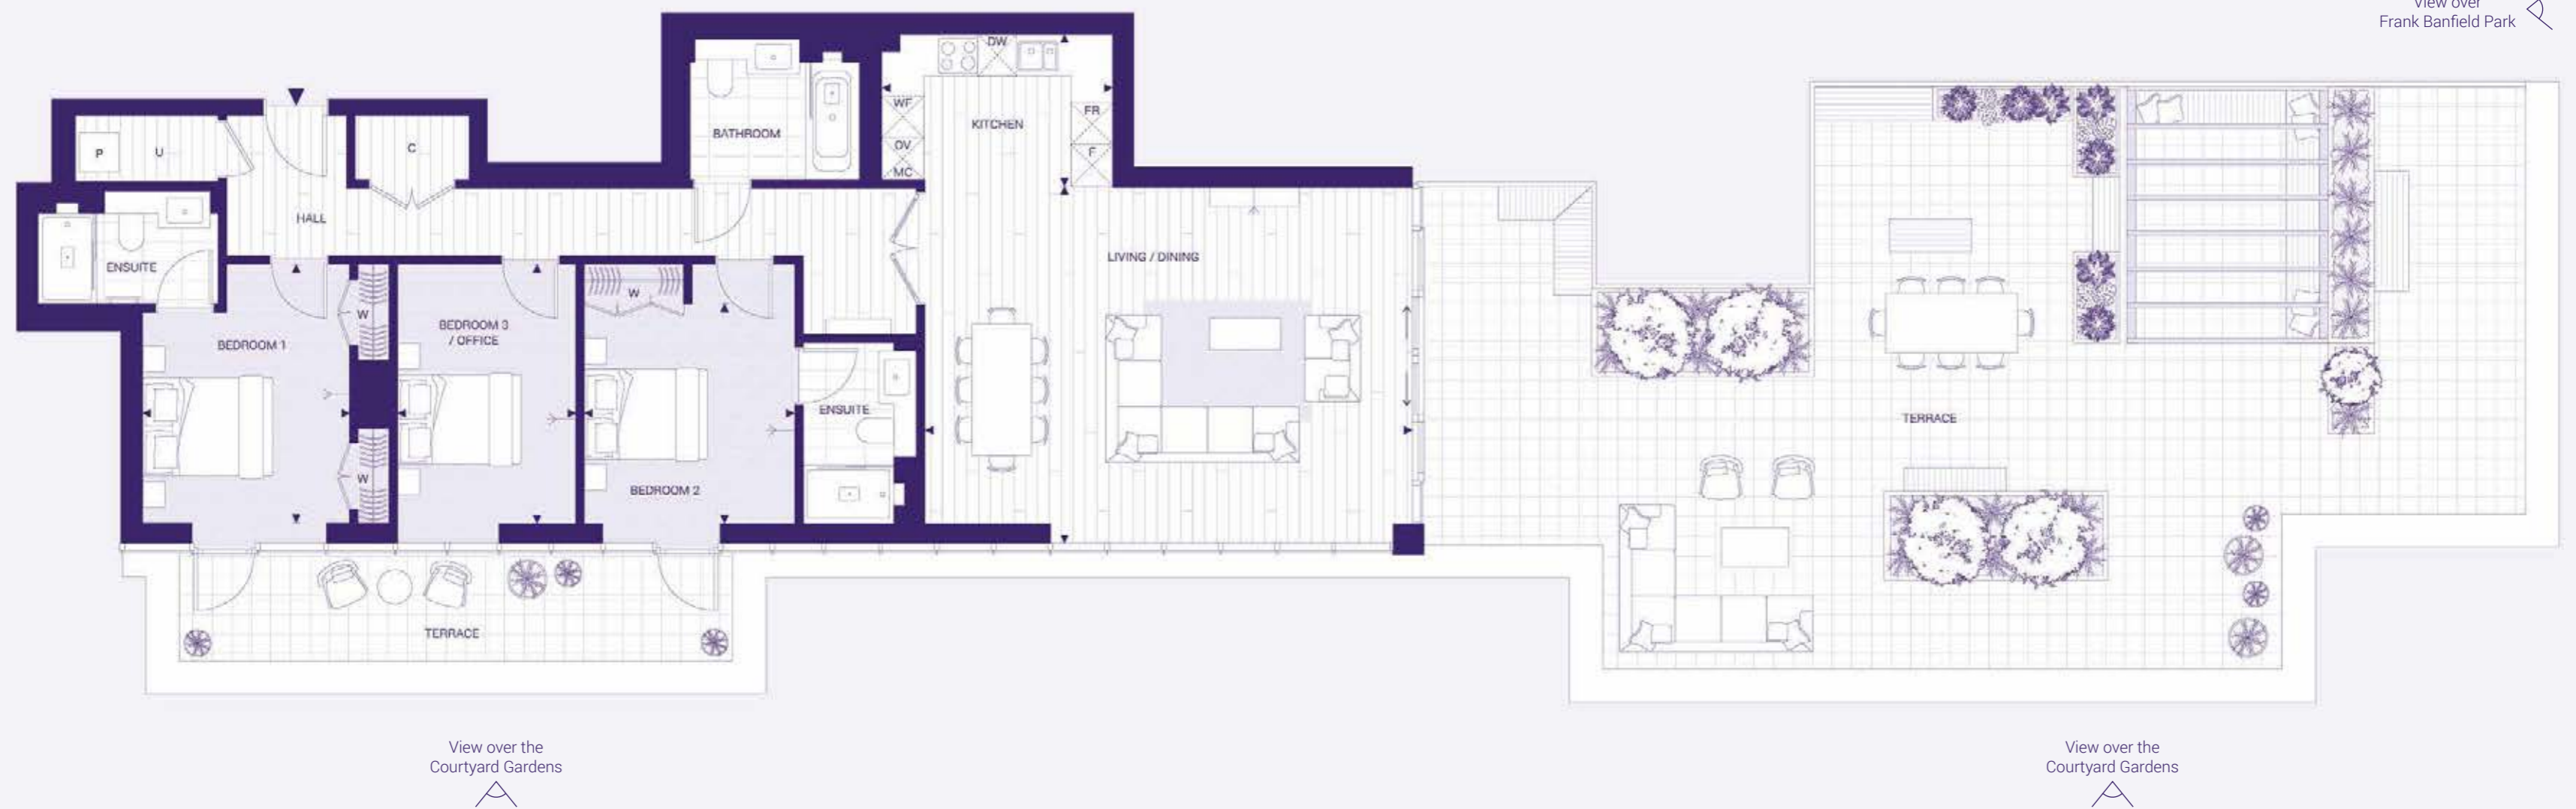 View over
Frank Banfield Park
DW
WF
FR
KITCHEN
BATHROOM
OV
F
MC
P
U
C
HALL
LIVING / DINING
ENSUITE
W
W
BEDROOM 3
/ OFFICE
BEDROOM 1
ENSUITE
TERRACE
W
BEDROOM 2
TERRACE
View over the
Courtyard Gardens
View over the
Courtyard Gardens